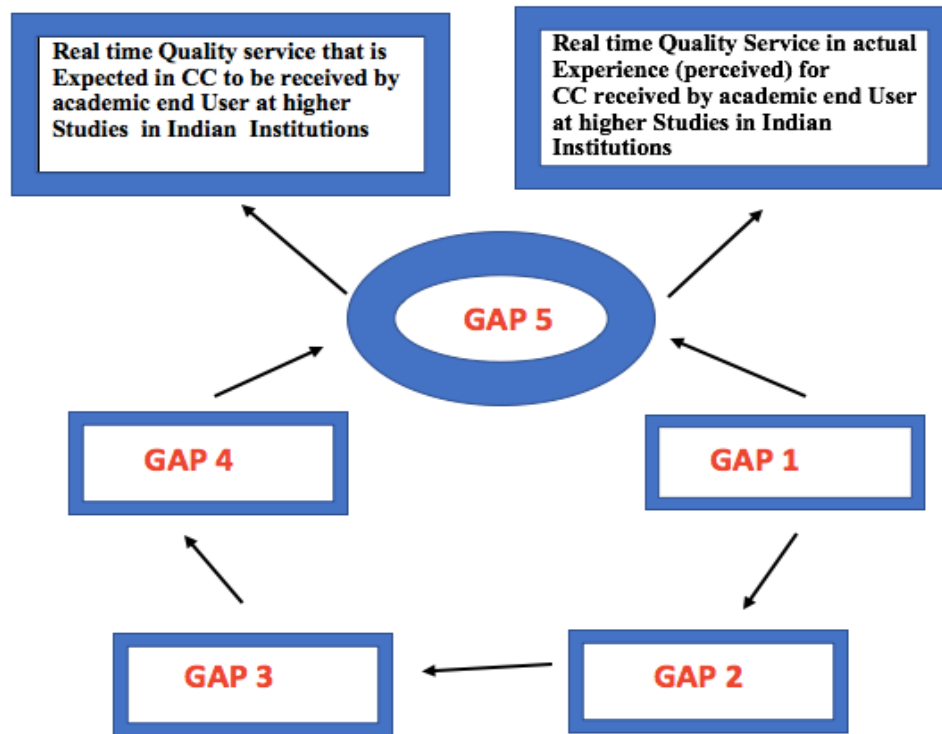 Real time Quality service that is
Expected in CC to be received by
academic end User at higher
Studies in Indian Institutions
Real time Quality Service in actual
Experience (perceived) for
CC received by academic end User
at higher Studies in Indian
Institutions
GAP 5
GAP 4
GAP 1
GAP 3
GAP 2